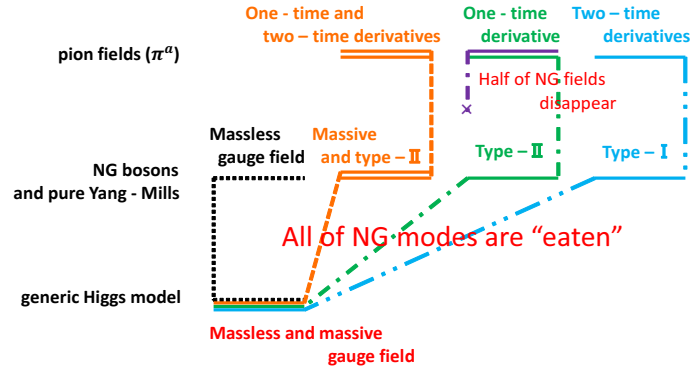 One - time and
two – time derivatives
One - time
derivative
Two – time
derivatives
pion fields (π^a)
Half of NG fields
disappear
Massless
gauge field
Massive
and type – Ⅱ
Type – Ⅱ
Type – Ⅰ
NG bosons
and pure Yang - Mills
All of NG modes are “eaten”
generic Higgs model
Massless and massive
gauge field